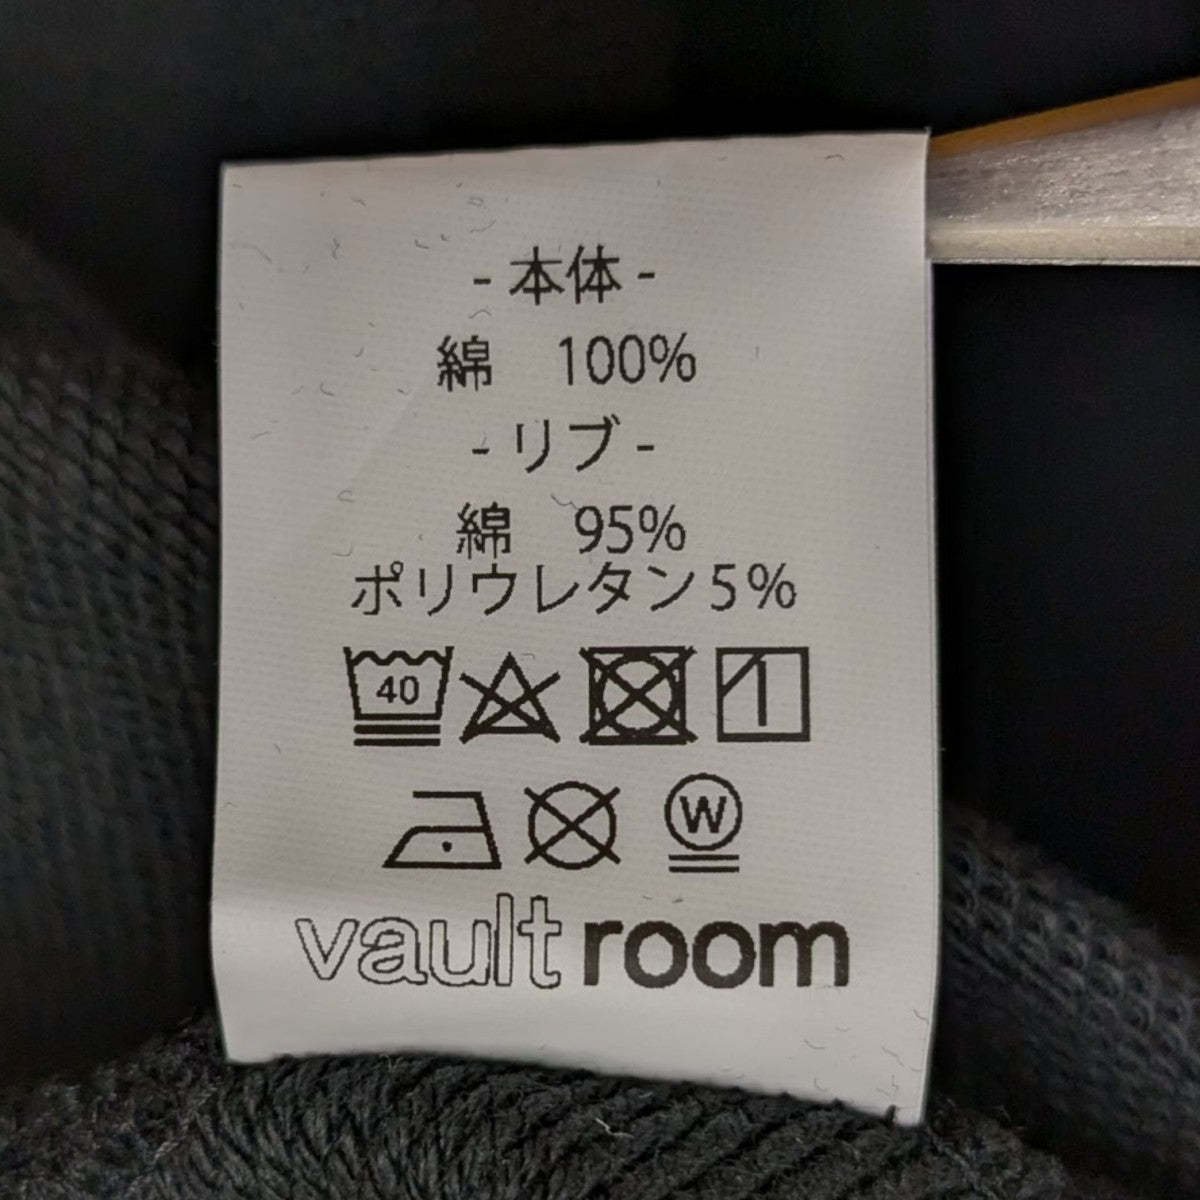 - 本体 -
綿　100%
- リブ -
綿　95%
ポリウレタン 5%
40
W
vault room